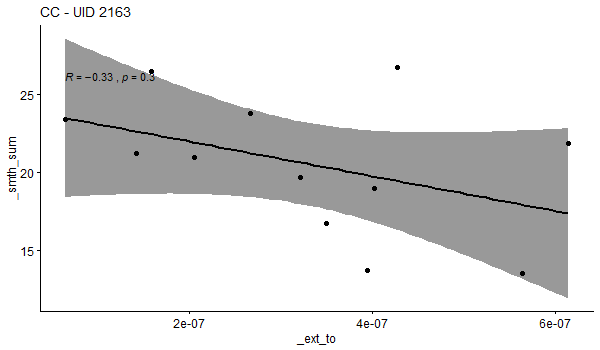 CC - UID 2163
R = −0.33 , p = 0.3
25
20
15
_smth_sum
2e-07 4e-07 6e-07
_ext_to